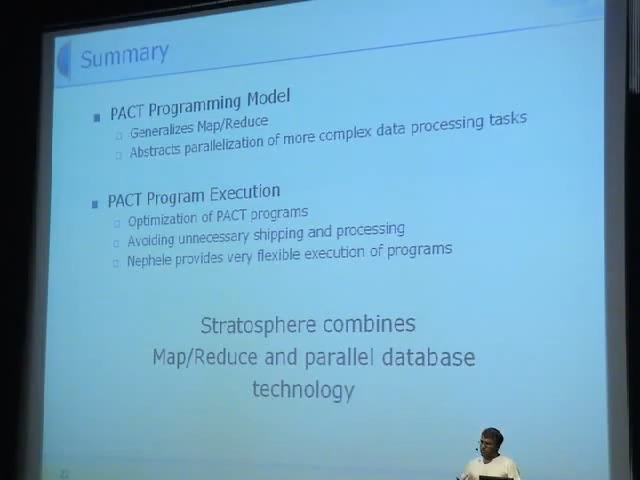 Summary
PACT Programming Model
Generalizes Map/Reduce
Abstracts parallelization of more complex data processing tasks
PACT Program Execution
Optimization of PACT programs
Avoiding unnecessary shipping and processing
Nephele provides very flexible execution of programs
Stratosphere combines
Map/Reduce and parallel database
technology